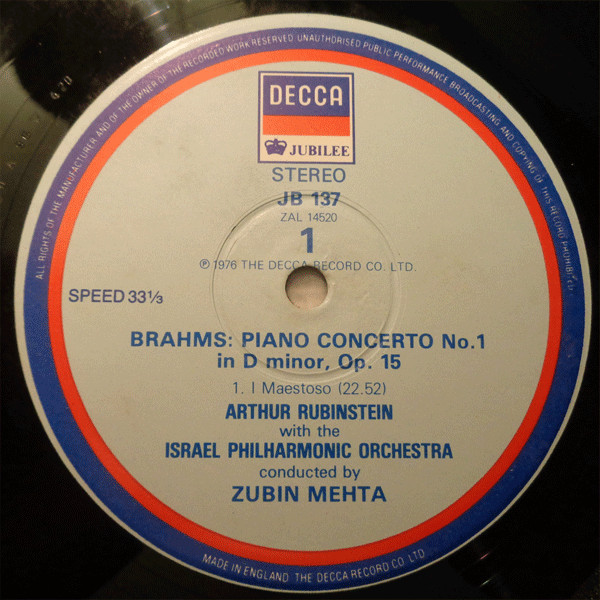 ALL RIGHTS OF THE MANUFACTURER AND OF THE OWNER OF THE RECORDED WORK RESERVED. UNAUTHORISED PUBLIC PERFORMANCE, BROADCASTING AND COPYING OF THIS RECORD PROHIBITED
DECCA
JUBILEE
STEREO
JB 137
ZAL 14520
1
℗ 1976 THE DECCA RECORD CO. LTD.
SPEED 33⅓
BRAHMS: PIANO CONCERTO No.1
in D minor, Op. 15
1. I Maestoso (22.52)
ARTHUR RUBINSTEIN
with the
ISRAEL PHILHARMONIC ORCHESTRA
conducted by
ZUBIN MEHTA
MADE IN ENGLAND THE DECCA RECORD CO. LTD.